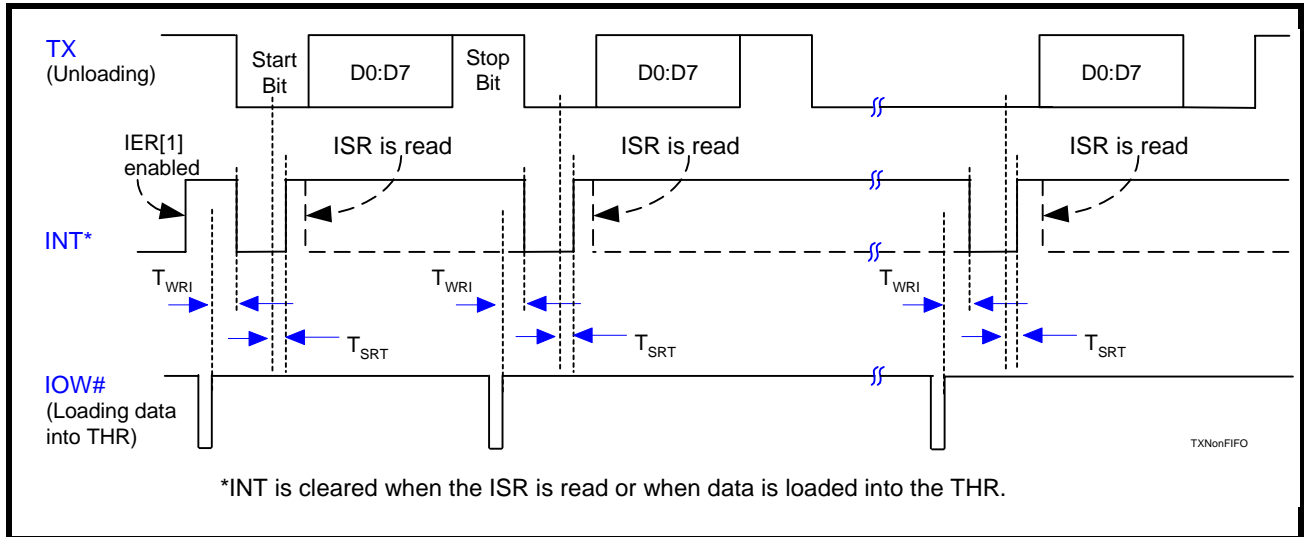 TX
(Unloading)
Start
Bit
D0:D7
Stop
Bit
D0:D7
D0:D7
IER[1]
enabled
ISR is read
ISR is read
ISR is read
INT*
TWRI
TWRI
TWRI
TSRT
TSRT
TSRT
IOW#
(Loading data
into THR)
TXNonFIFO
*INT is cleared when the ISR is read or when data is loaded into the THR.